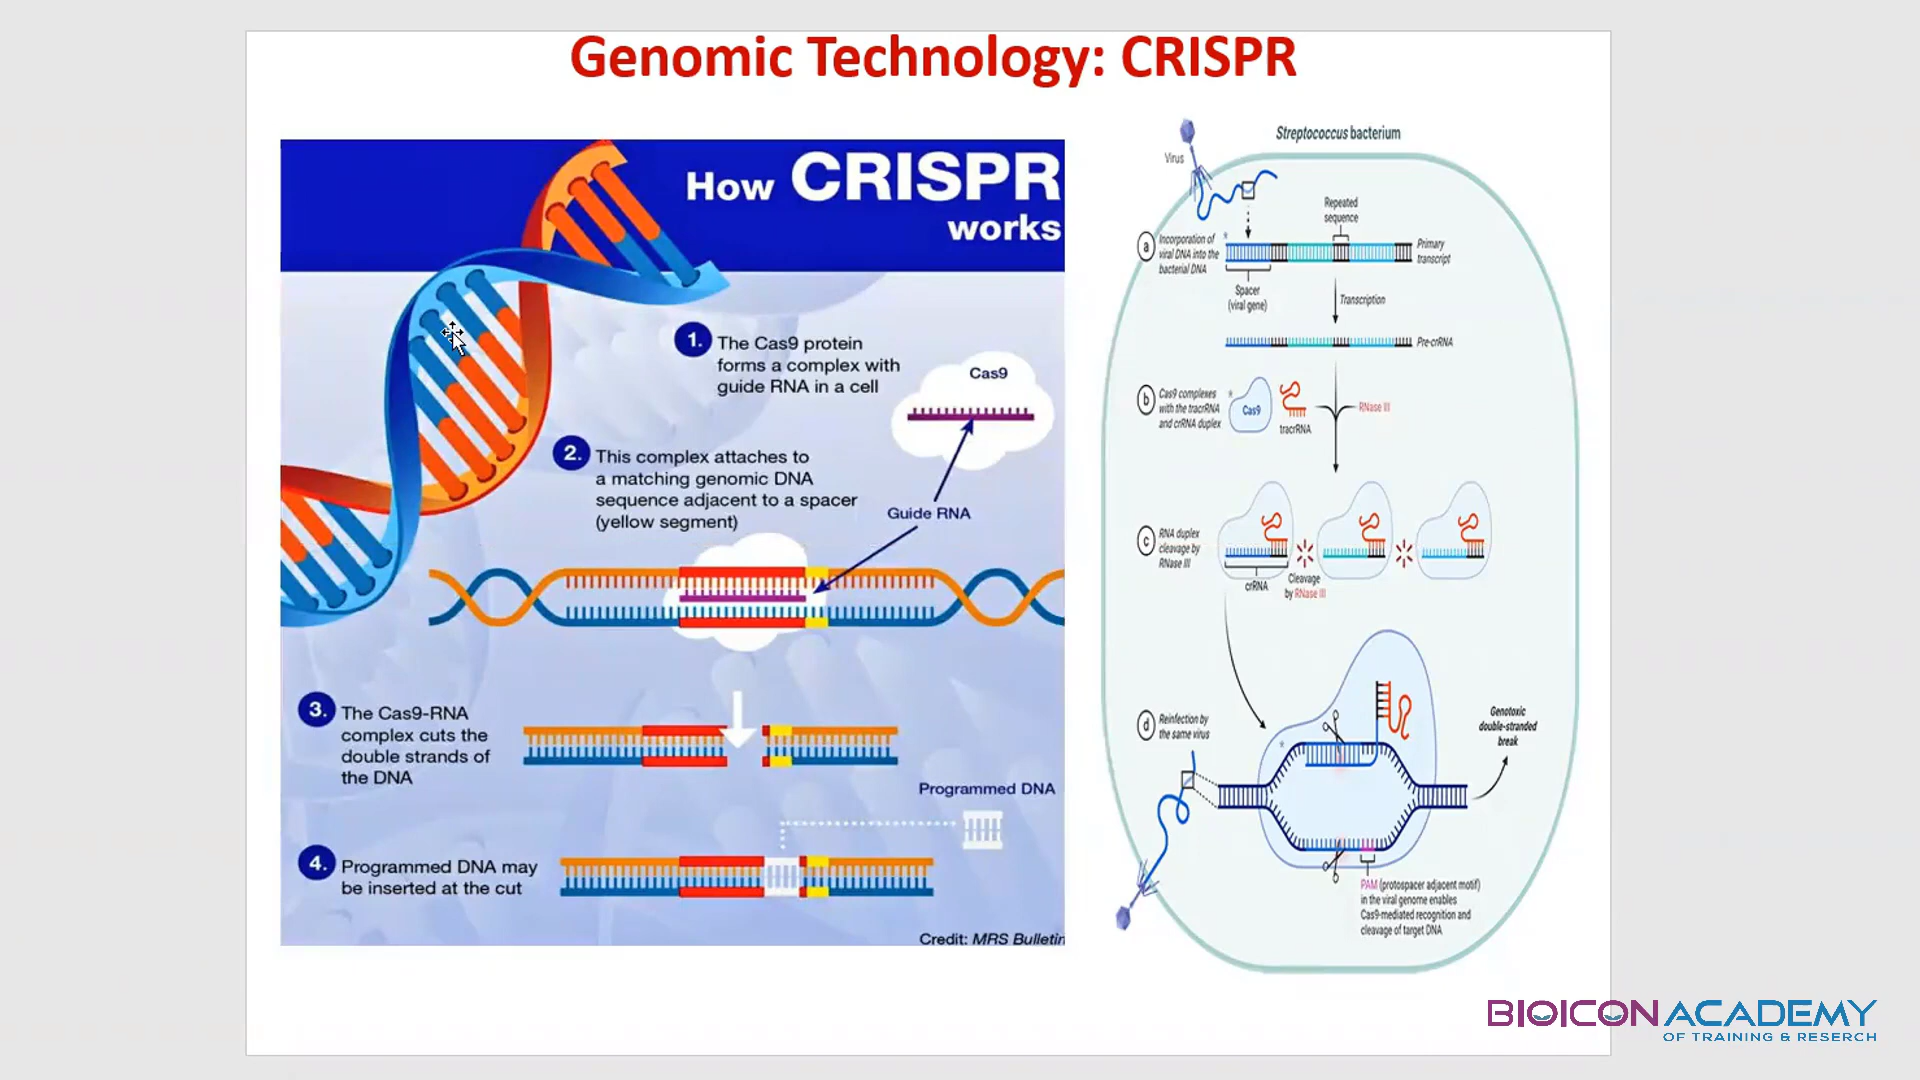 Genomic Technology: CRISPR
How CRISPR
works
1. The Cas9 protein
forms a complex with
guide RNA in a cell
Cas9
2. This complex attaches to
a matching genomic DNA
sequence adjacent to a spacer
(yellow segment)
Guide RNA
3. The Cas9-RNA
complex cuts the
double strands of
the DNA
Programmed DNA
4. Programmed DNA may
be inserted at the cut
Credit: MRS Bulletin
Streptococcus bacterium
Virus
Repeated
sequence
a Incorporation of
viral DNA into the
bacterial DNA
*
Primary
transcript
Spacer
(viral gene)
Transcription
Pre-crRNA
b Cas9 complexes
with the tracrRNA
and crRNA duplex
*
Cas9
tracrRNA
RNase III
c RNA duplex
cleavage by
RNase III
crRNA
Cleavage
by RNase III
d Reinfection by
the same virus
*
Genotoxic
double-stranded
break
PAM (protospacer adjacent motif)
in the viral genome enables
Cas9-mediated recognition and
cleavage of target DNA
BIOICON ACADEMY
OF TRAINING & RESERCH